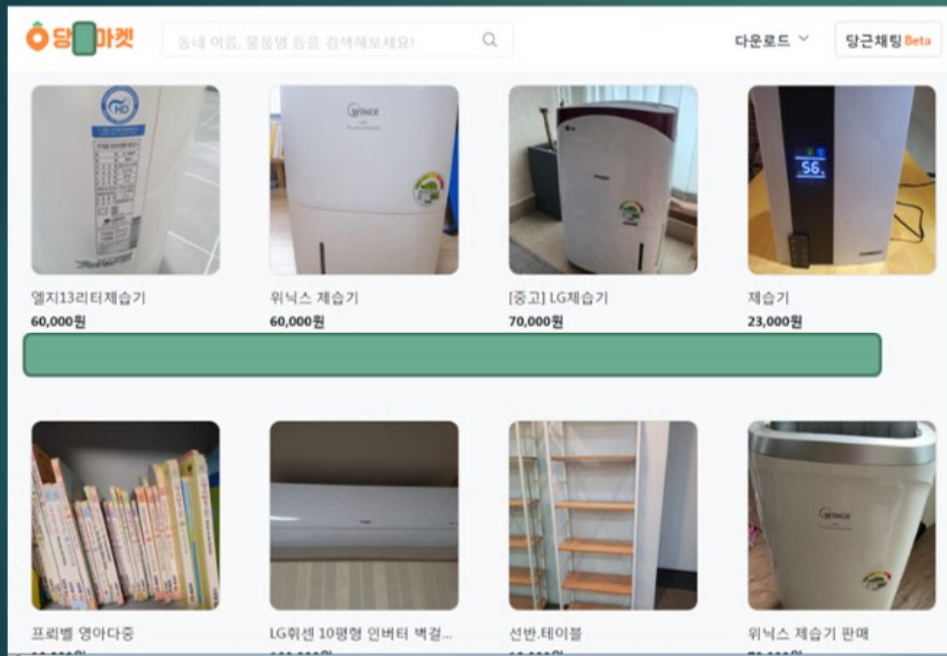 당 마켓
동네 이름, 물품명 등을 검색해보세요!
다운로드
당근채팅 Beta
WINIX
LG
56
엘지13리터제습기
위닉스 제습기
[중고] LG제습기
제습기
60,000원
60,000원
70,000원
23,000원
WINIX
프뢰벨 영아다중
LG휘센 10평형 인버터 벽걸...
선반.테이블
위닉스 제습기 판매